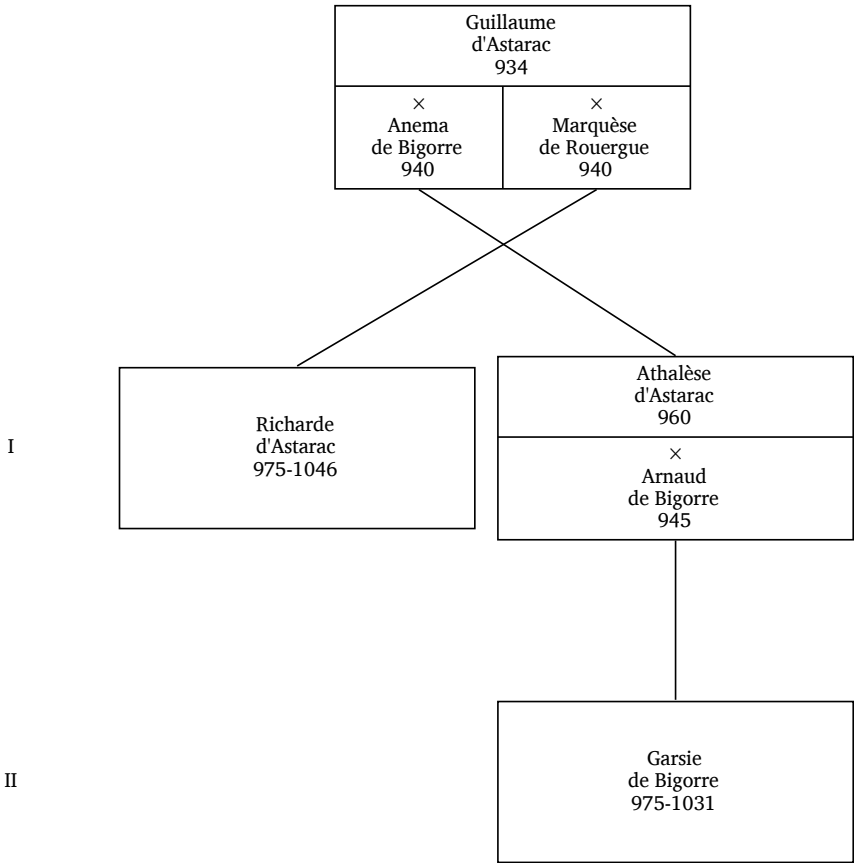 Guillaume
d'Astarac
934
×
Anema
de Bigorre
940
×
Marquèse
de Rouergue
940
I
Richarde
d'Astarac
975-1046
Athalèse
d'Astarac
960
×
Arnaud
de Bigorre
945
II
Garsie
de Bigorre
975-1031